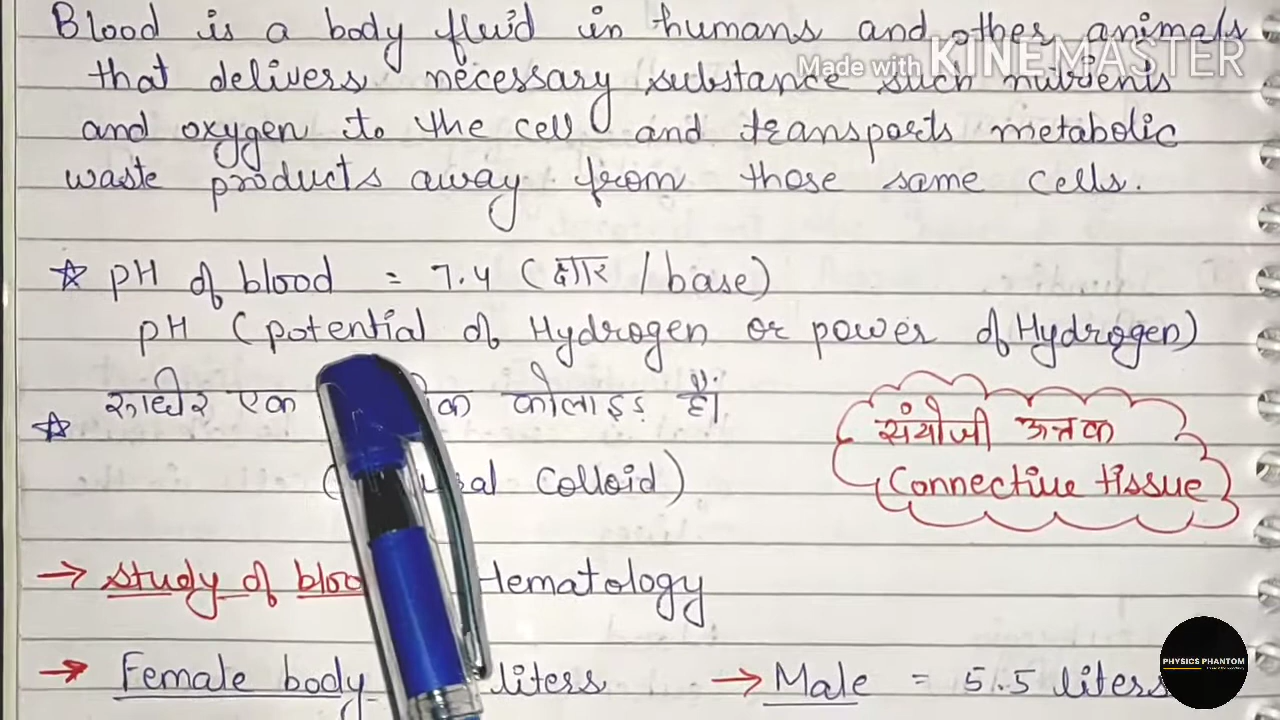 Blood is a body fluid in humans and other animals
Made with KINEMASTER
that delivers necessary substance such nutrients
and oxygen to the cell and transports metabolic
waste products away from those same cells.
pH of blood = 7.4 (क्षार / base)
pH (potential of Hydrogen or power of Hydrogen)
एक कोलाइड है।
संयोजी ऊत्तक
Colloid)
Connective tissue
→ Study of Hematology
→ Female body liters → Male = 5.5 liters
PHYSICS PHANTOM